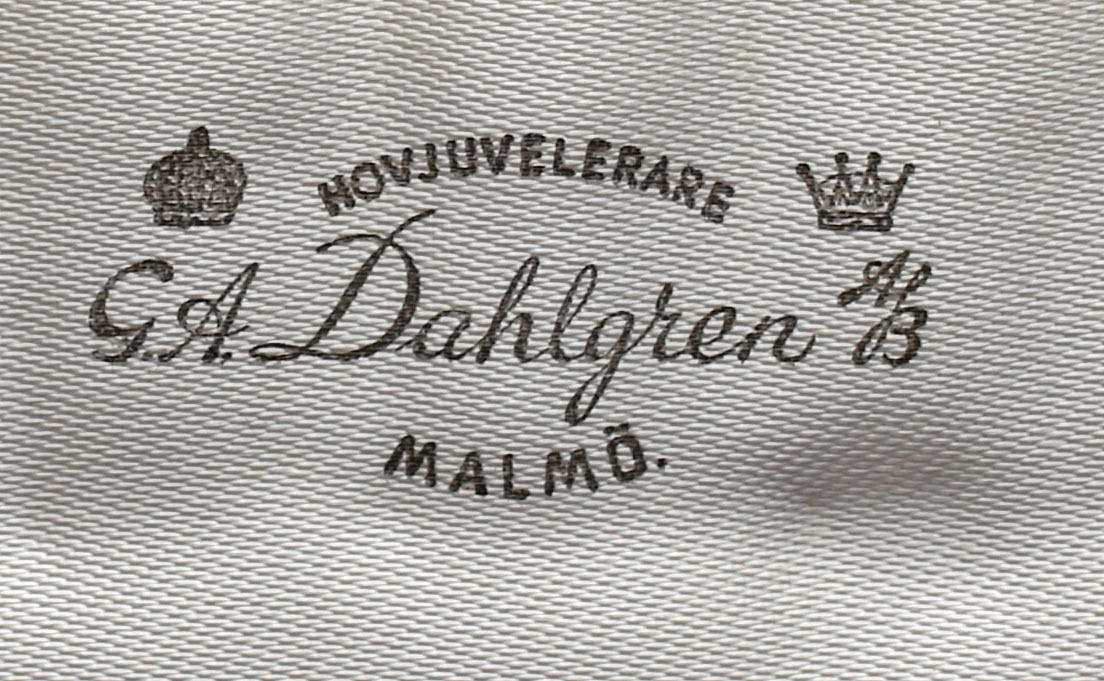 HOVJUVELERARE
G.A. Dahlgren AB
MALMÖ.